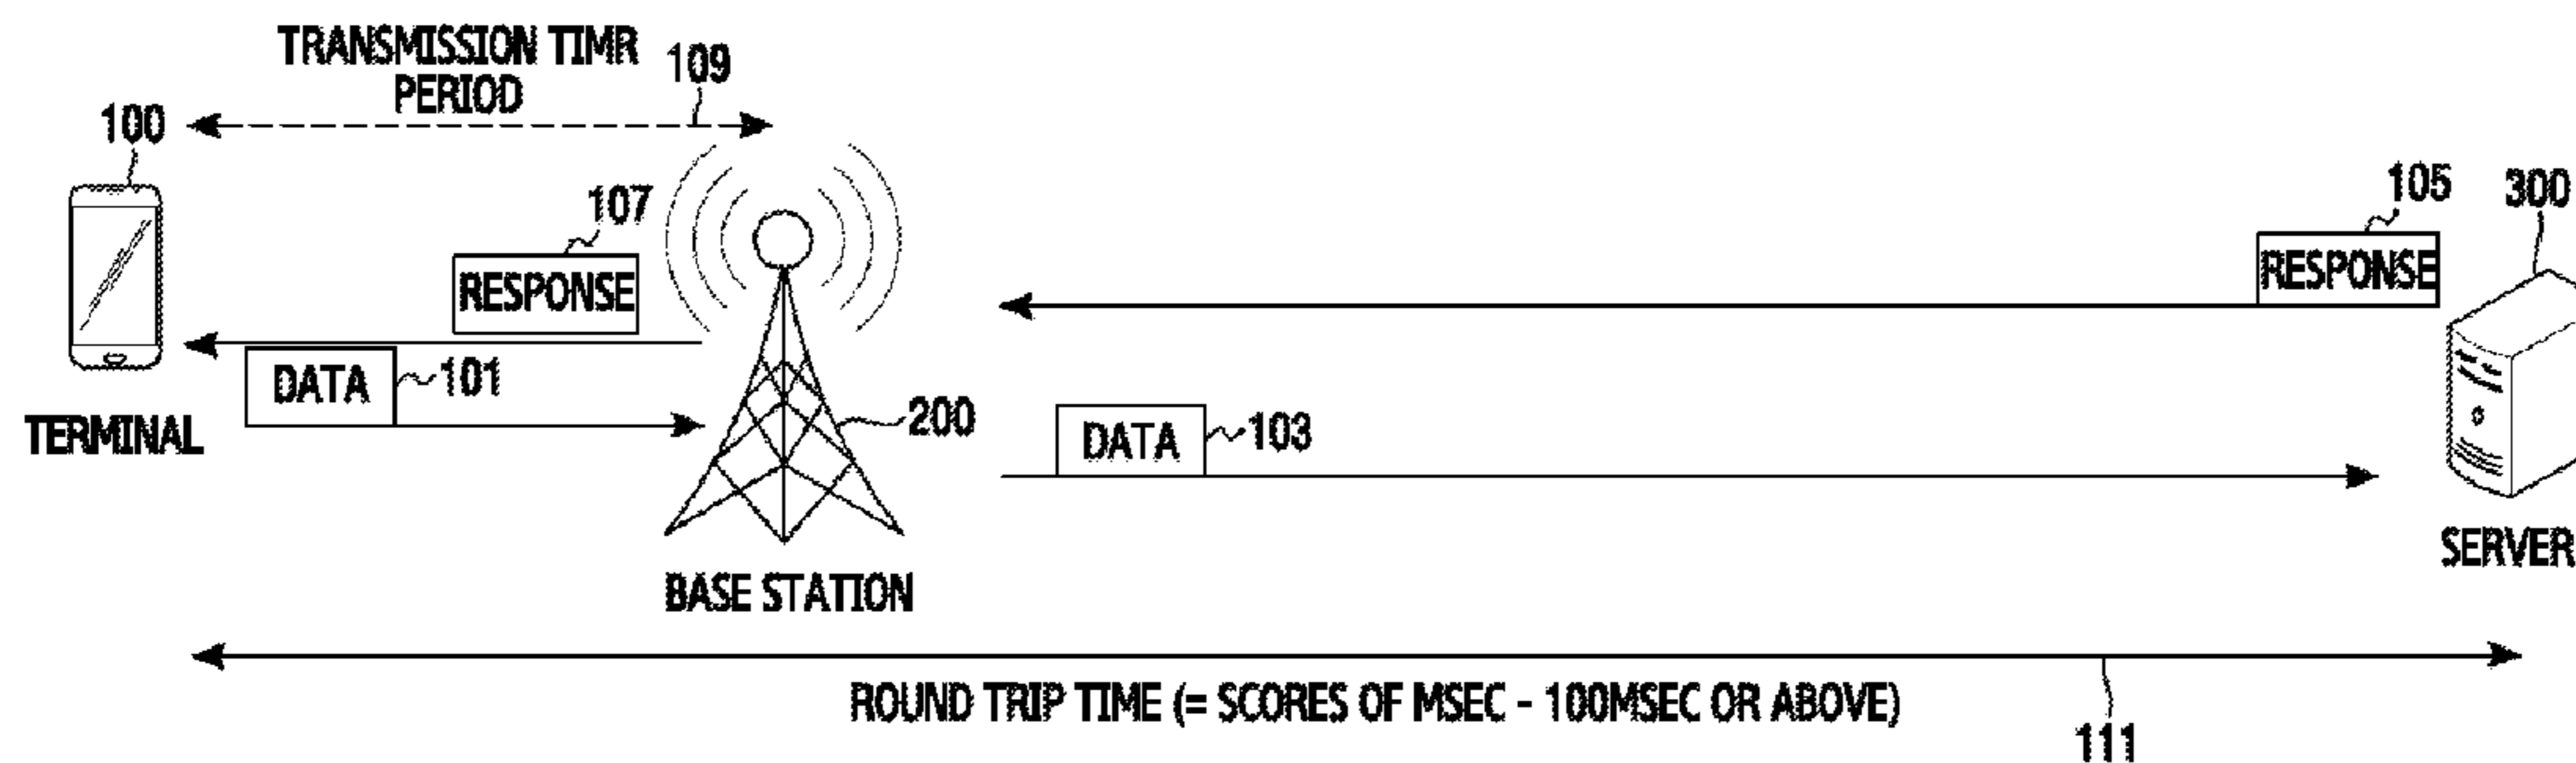 TRANSMISSION TIMR
PERIOD
109
100
107
RESPONSE
105
300
RESPONSE
DATA
101
TERMINAL
200
DATA
103
SERVER
BASE STATION
ROUND TRIP TIME (= SCORES OF MSEC - 100MSEC OR ABOVE)
111